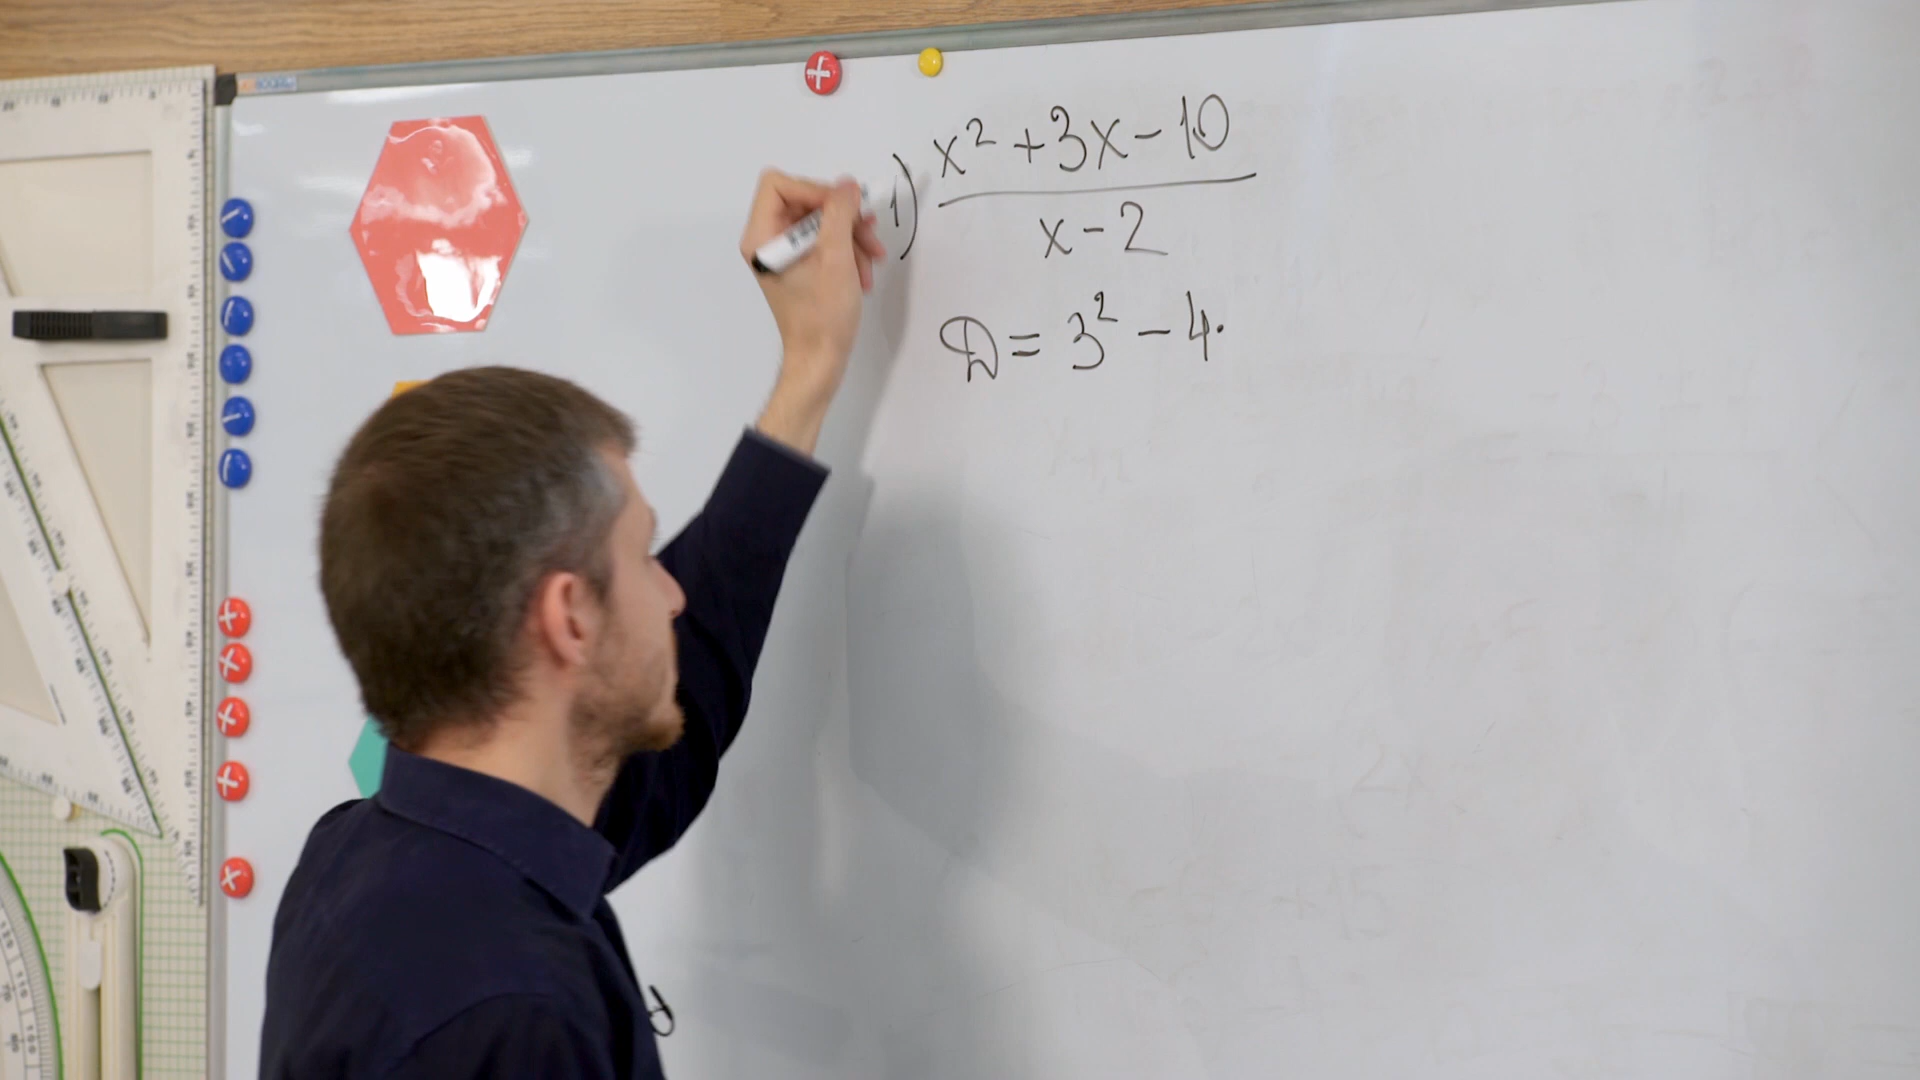 1) x² + 3x - 10
x - 2
D = 3² - 4·